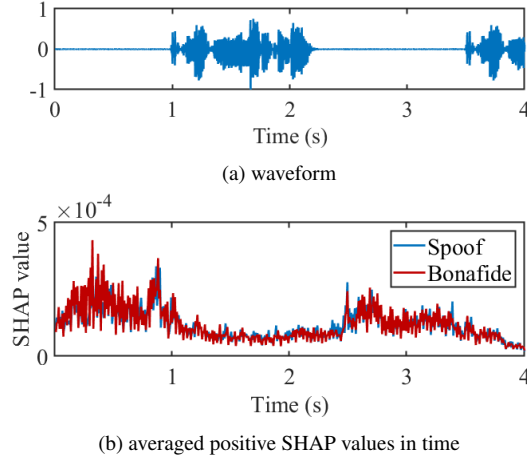 1
0
-1
0 1 2 3 4
Time (s)
(a) waveform
×10^-4
5
Spoof
Bonafide
SHAP value
0
1 2 3 4
Time (s)
(b) averaged positive SHAP values in time